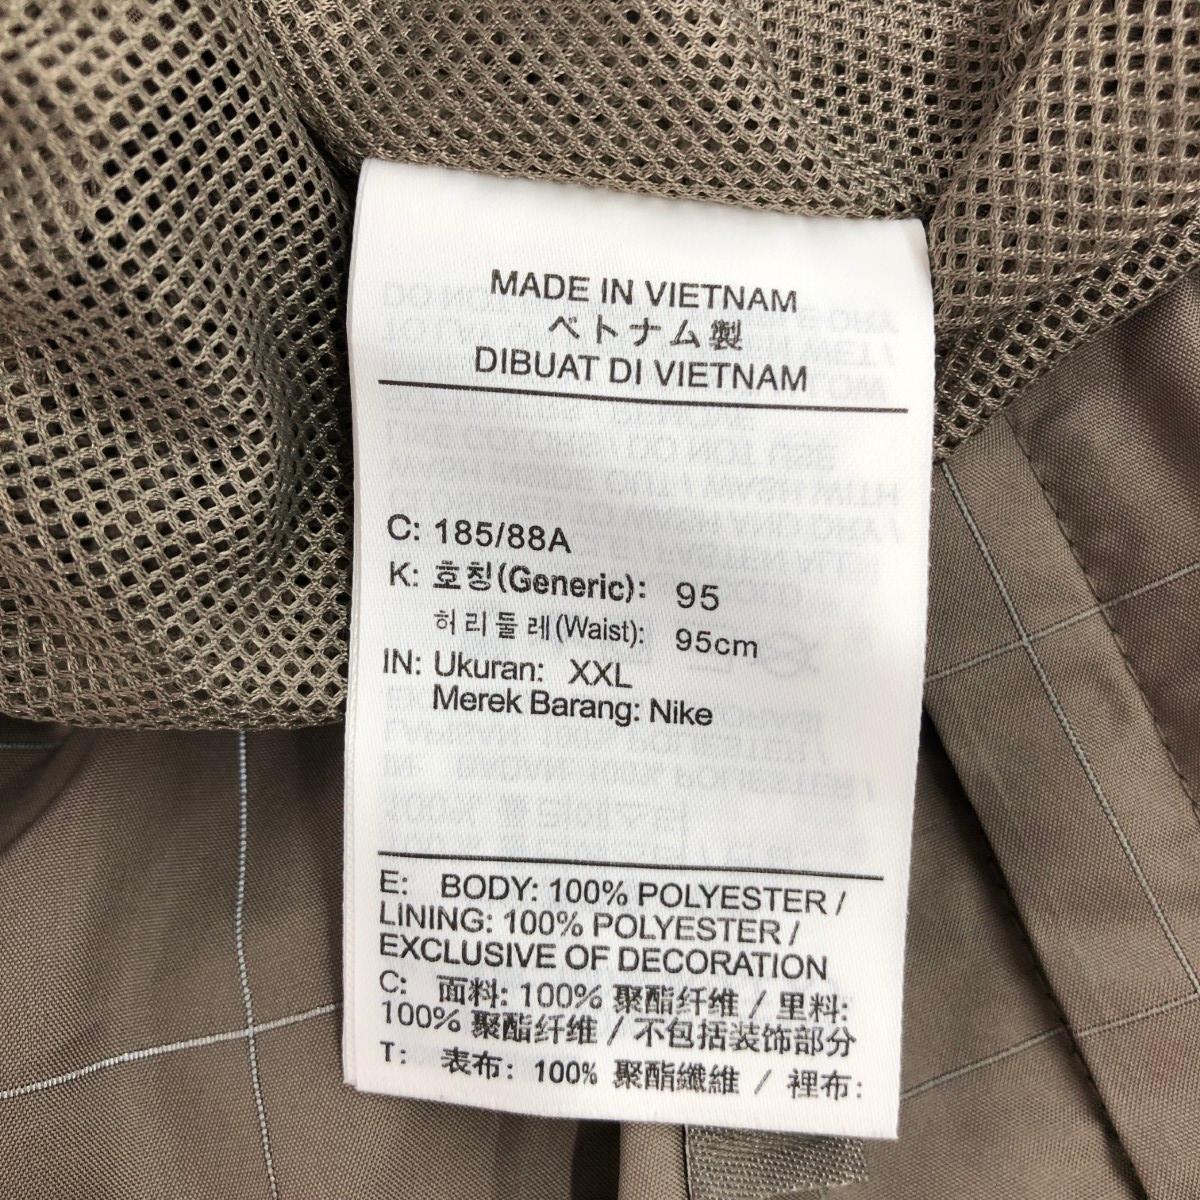 MADE IN VIETNAM
ベトナム製
DIBUAT DI VIETNAM
C: 185/88A
K: 호칭(Generic): 95
허리둘레(Waist): 95cm
IN: Ukuran: XXL
Merek Barang: Nike
E: BODY: 100% POLYESTER /
LINING: 100% POLYESTER /
EXCLUSIVE OF DECORATION
C: 面料: 100% 聚酯纤维 / 里料:
100% 聚酯纤维 / 不包括装饰部分
T: 表布: 100% 聚酯纖維 / 裡布: